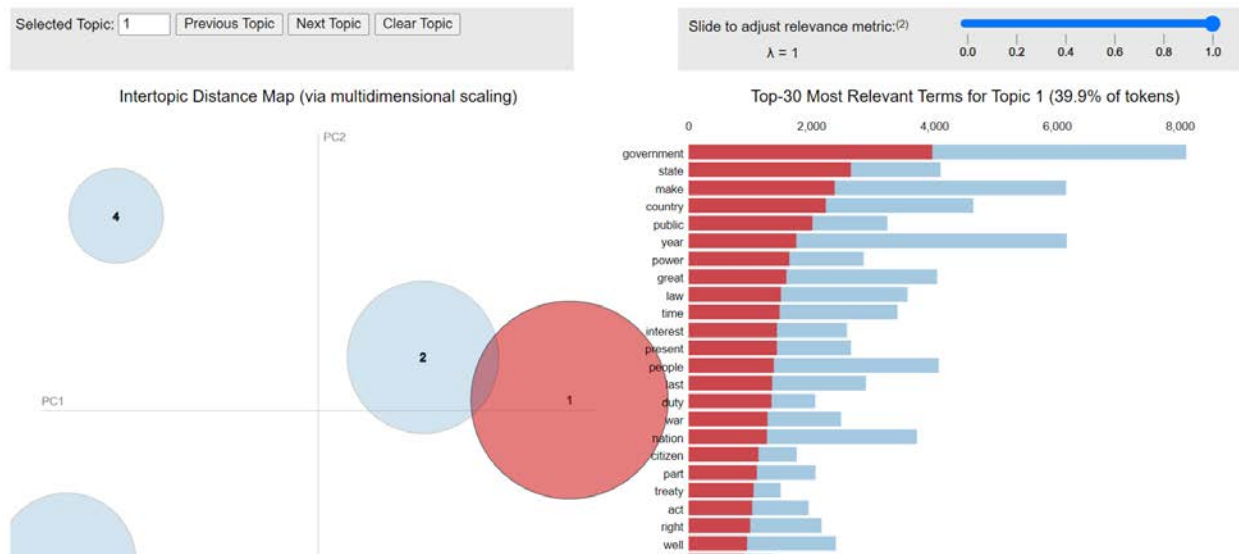 Selected Topic: 1 Previous Topic Next Topic Clear Topic
Slide to adjust relevance metric:(2)
λ = 1
0.0 0.2 0.4 0.6 0.8 1.0
Intertopic Distance Map (via multidimensional scaling)
PC2
PC1
4
2
1
Top-30 Most Relevant Terms for Topic 1 (39.9% of tokens)
0 2,000 4,000 6,000 8,000
government
state
make
country
public
year
power
great
law
time
interest
present
people
last
duty
war
nation
citizen
part
treaty
act
right
well